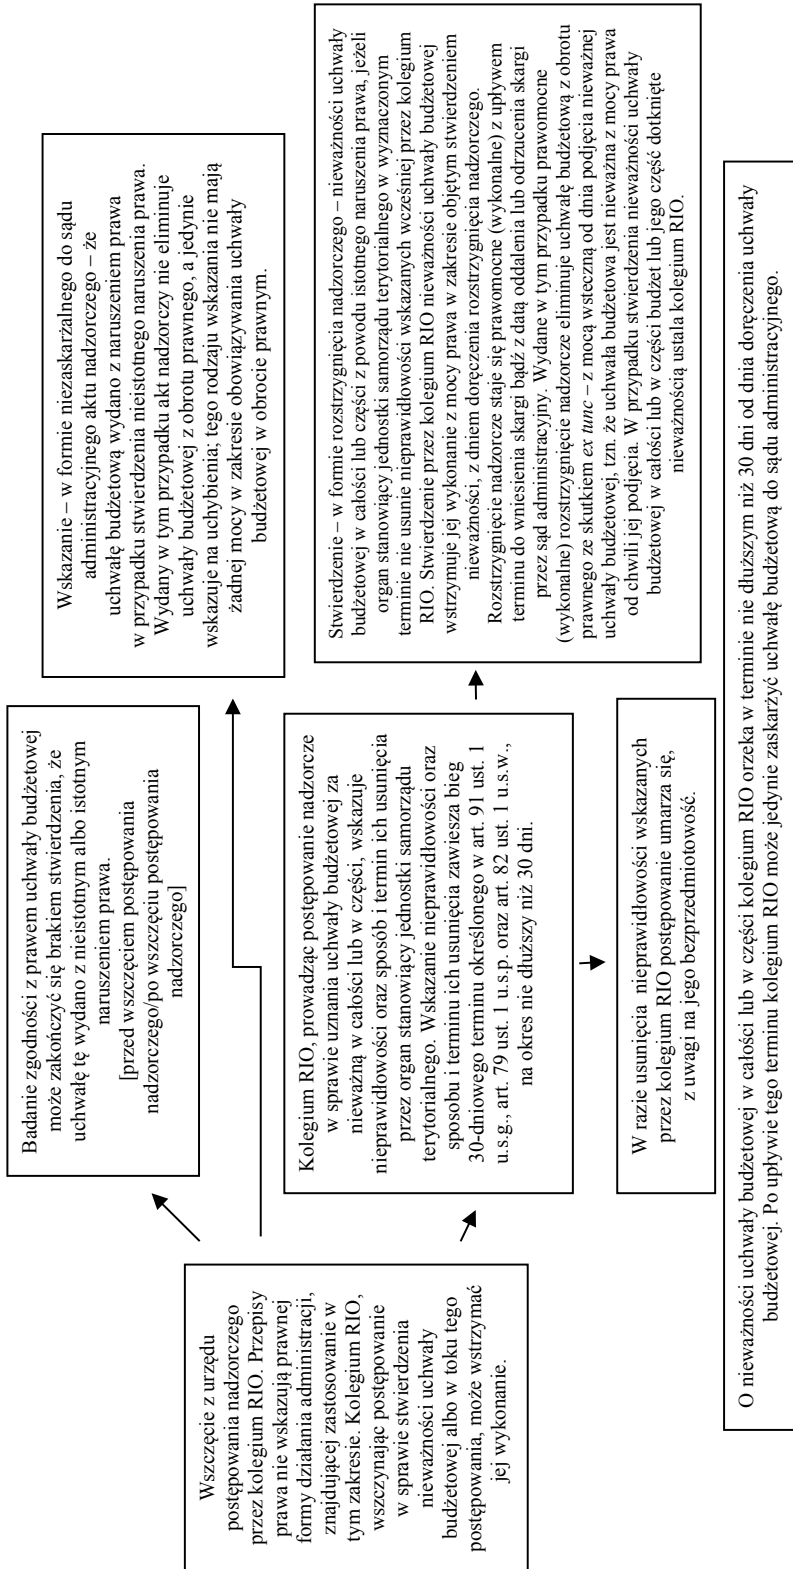 Wszczęcie z urzędu
postępowania nadzorczego
przez kolegium RIO. Przepisy
prawa nie wskazują prawnej
formy działania administracji,
znajdującej zastosowanie w
tym zakresie. Kolegium RIO,
wszczynając postępowanie
w sprawie stwierdzenia
nieważności uchwały
budżetowej albo w toku tego
postępowania, może wstrzymać
jej wykonanie.
Badanie zgodności z prawem uchwały budżetowej
może zakończyć się brakiem stwierdzenia, że
uchwałę tę wydano z nieistotnym albo istotnym
naruszeniem prawa.
[przed wszczęciem postępowania
nadzorczego/po wszczęciu postępowania
nadzorczego]
Wskazanie – w formie niezaskarżalnego do sądu
administracyjnego aktu nadzorczego – że
uchwałę budżetową wydano z naruszeniem prawa
w przypadku stwierdzenia nieistotnego naruszenia prawa.
Wydany w tym przypadku akt nadzorczy nie eliminuje
uchwały budżetowej z obrotu prawnego, a jedynie
wskazuje na uchybienia; tego rodzaju wskazania nie mają
żadnej mocy w zakresie obowiązywania uchwały
budżetowej w obrocie prawnym.
Kolegium RIO, prowadząc postępowanie nadzorcze
w sprawie uznania uchwały budżetowej za
nieważną w całości lub w części, wskazuje
nieprawidłowości oraz sposób i termin ich usunięcia
przez organ stanowiący jednostki samorządu
terytorialnego. Wskazanie nieprawidłowości oraz
sposobu i terminu ich usunięcia zawiesza bieg
30-dniowego terminu określonego w art. 91 ust. 1
u.s.g., art. 79 ust. 1 u.s.p. oraz art. 82 ust. 1 u.s.w.,
na okres nie dłuższy niż 30 dni.
Stwierdzenie – w formie rozstrzygnięcia nadzorczego – nieważności uchwały
budżetowej w całości lub części z powodu istotnego naruszenia prawa, jeżeli
organ stanowiący jednostki samorządu terytorialnego w wyznaczonym
terminie nie usunie nieprawidłowości wskazanych wcześniej przez kolegium
RIO. Stwierdzenie przez kolegium RIO nieważności uchwały budżetowej
wstrzymuje jej wykonanie z mocy prawa w zakresie objętym stwierdzeniem
nieważności, z dniem doręczenia rozstrzygnięcia nadzorczego.
Rozstrzygnięcie nadzorcze staje się prawomocne (wykonalne) z upływem
terminu do wniesienia skargi bądź z datą oddalenia lub odrzucenia skargi
przez sąd administracyjny. Wydane w tym przypadku prawomocne
(wykonalne) rozstrzygnięcie nadzorcze eliminuje uchwałę budżetową z obrotu
prawnego ze skutkiem ex tunc – z mocą wsteczną od dnia podjęcia nieważnej
uchwały budżetowej, tzn. że uchwała budżetowa jest nieważna z mocy prawa
od chwili jej podjęcia. W przypadku stwierdzenia nieważności uchwały
budżetowej w całości lub w części budżet lub jego część dotknięte
nieważnością ustala kolegium RIO.
W razie usunięcia nieprawidłowości wskazanych
przez kolegium RIO postępowanie umarza się,
z uwagi na jego bezprzedmiotowość.
O nieważności uchwały budżetowej w całości lub w części kolegium RIO orzeka w terminie nie dłuższym niż 30 dni od dnia doręczenia uchwały
budżetowej. Po upływie tego terminu kolegium RIO może jedynie zaskarżyć uchwałę budżetową do sądu administracyjnego.